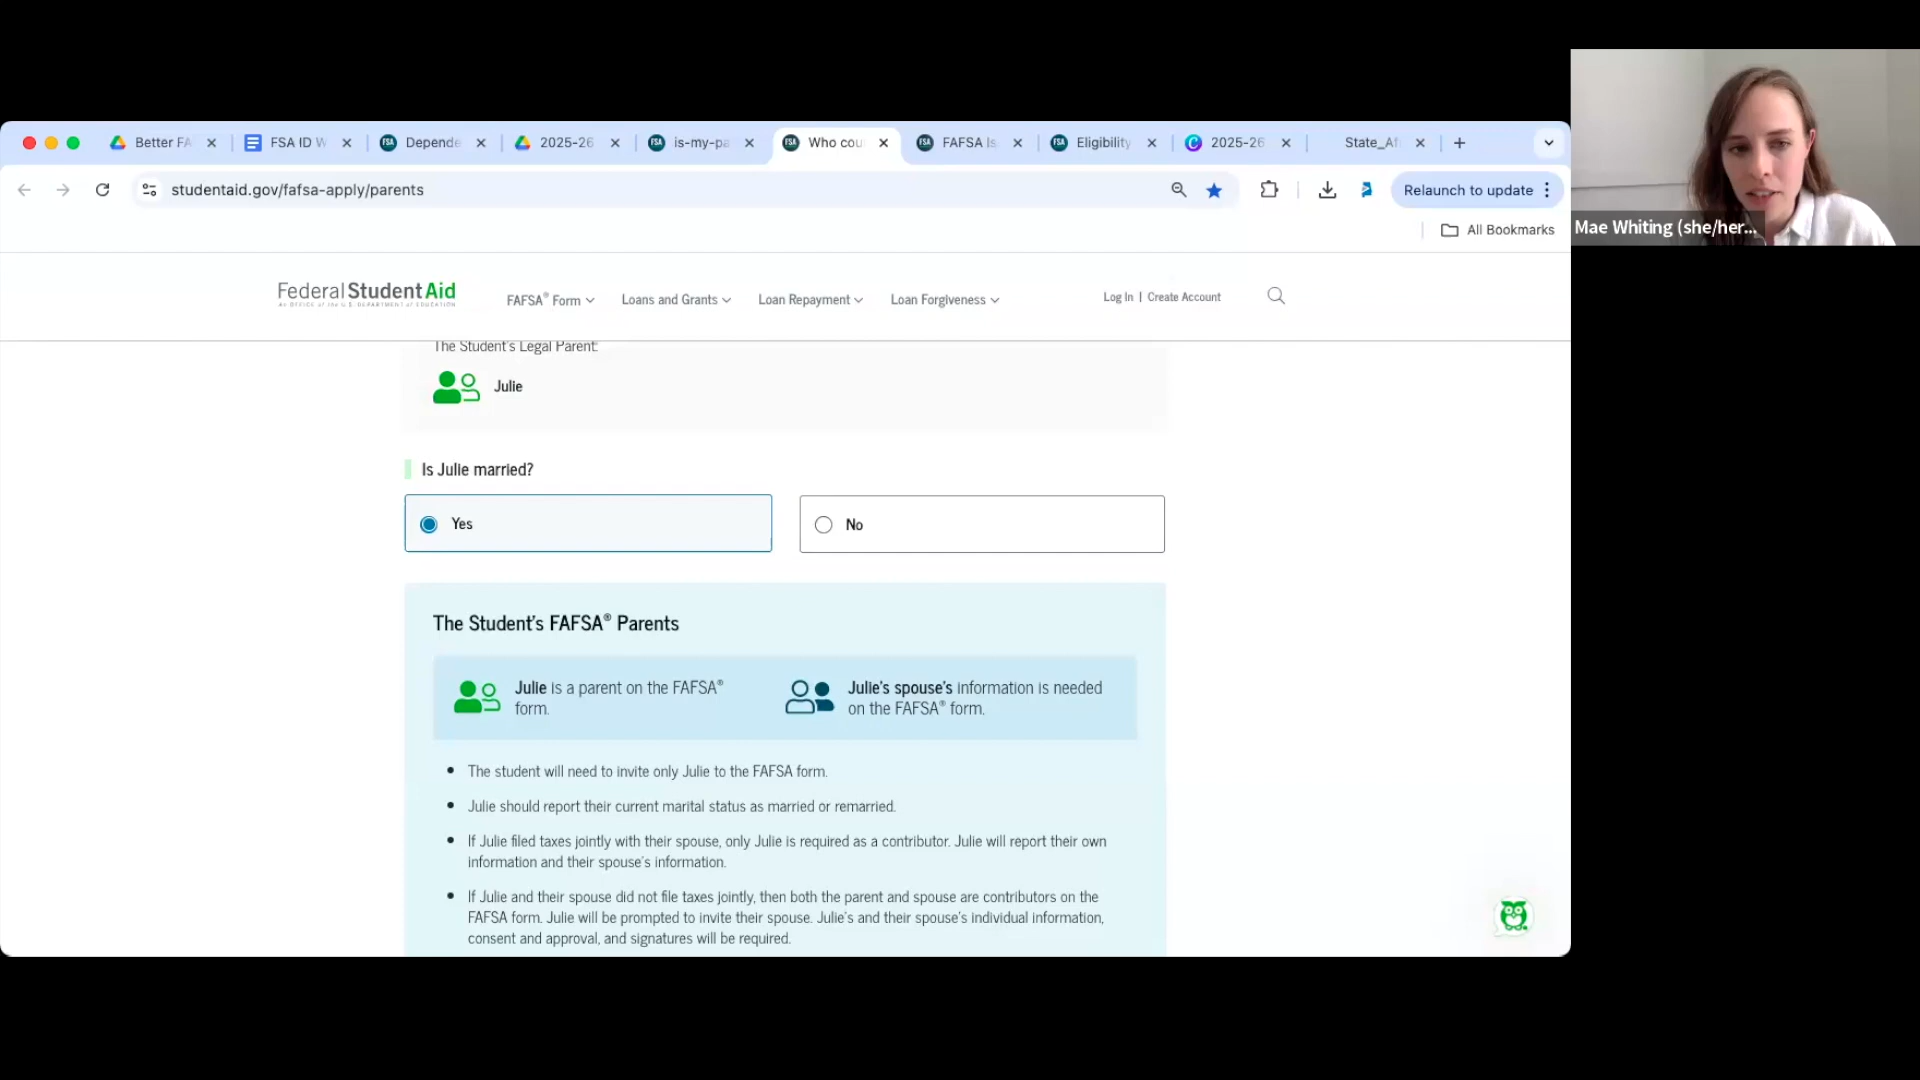 Better FA
FSA ID W
Depende
2025-26
is-my-pa
Who cou
FAFSA Is
Eligibility
2025-26
State_Af
studentaid.gov/fafsa-apply/parents
Relaunch to update
All Bookmarks
Mae Whiting (she/her...
Federal Student Aid
An OFFICE of the U.S. DEPARTMENT of EDUCATION
FAFSA® Form
Loans and Grants
Loan Repayment
Loan Forgiveness
Log In | Create Account
The Student's Legal Parent:
Julie
Is Julie married?
Yes
No
The Student's FAFSA® Parents
Julie is a parent on the FAFSA®
form.
Julie's spouse's information is needed
on the FAFSA® form.
• The student will need to invite only Julie to the FAFSA form.
• Julie should report their current marital status as married or remarried.
• If Julie filed taxes jointly with their spouse, only Julie is required as a contributor. Julie will report their own
information and their spouse's information.
• If Julie and their spouse did not file taxes jointly, then both the parent and spouse are contributors on the
FAFSA form. Julie will be prompted to invite their spouse. Julie's and their spouse's individual information,
consent and approval, and signatures will be required.